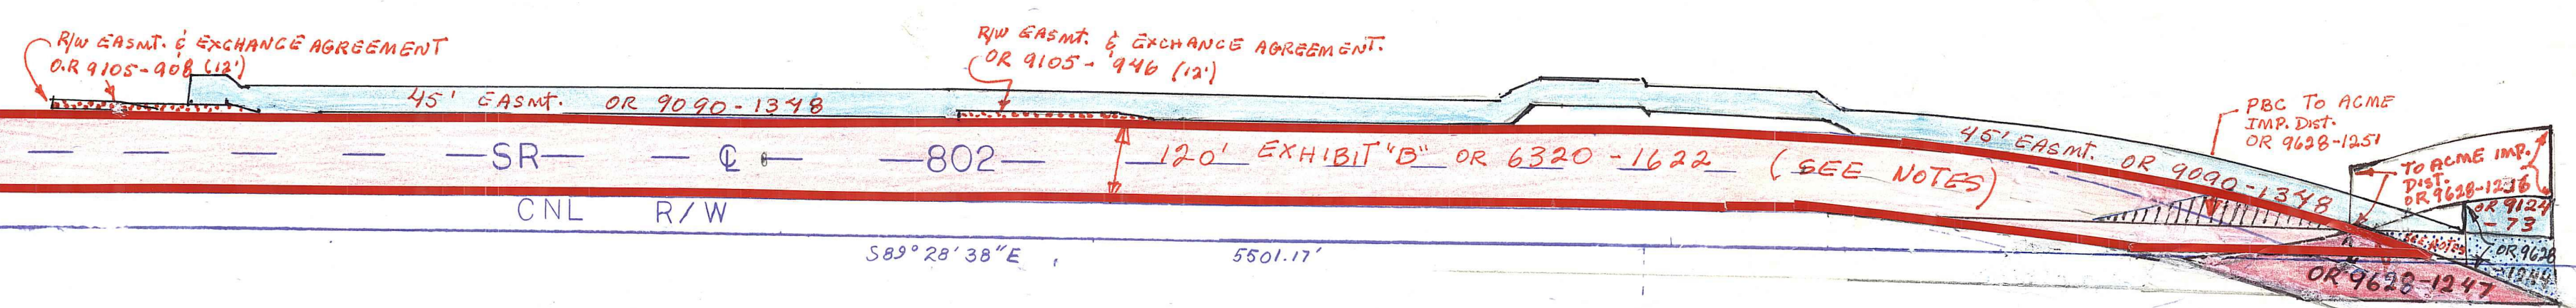 R/W EASMT. & EXCHANGE AGREEMENT
O.R 9105-908 (12')
R/W EASMT. & EXCHANGE AGREEMENT.
OR 9105 - 946 (12')
45' EASMT. OR 9090-1348
PBC TO ACME
IMP. DIST.
OR 9628-1251
45' EASMT. OR 9090-1348
TO ACME IMP.
DIST.
OR 9628-1236
OR 9124
-73
SR ℄ 802
120' EXHIBIT "B" OR 6320-1622 (SEE NOTES)
SEE NOTES
OR 9628
CNL R/W
S89°28'38"E, 5501.17'
OR 9628-1247